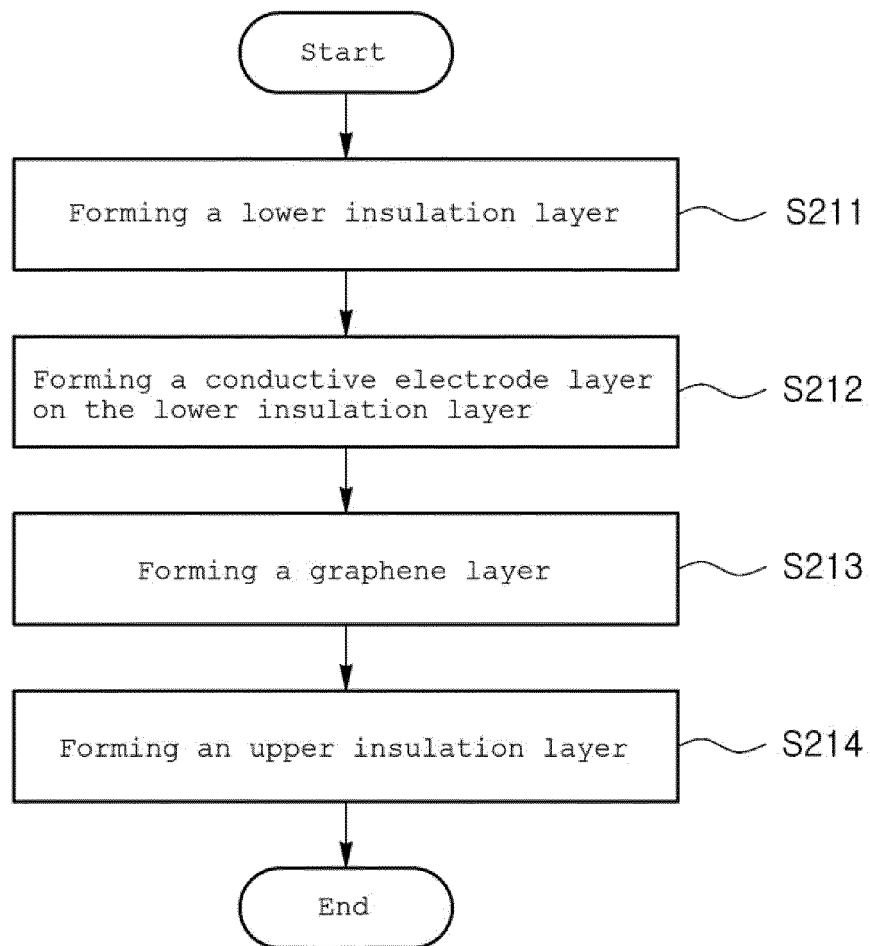 Start
Forming a lower insulation layer
S211
Forming a conductive electrode layer
on the lower insulation layer
S212
Forming a graphene layer
S213
Forming an upper insulation layer
S214
End